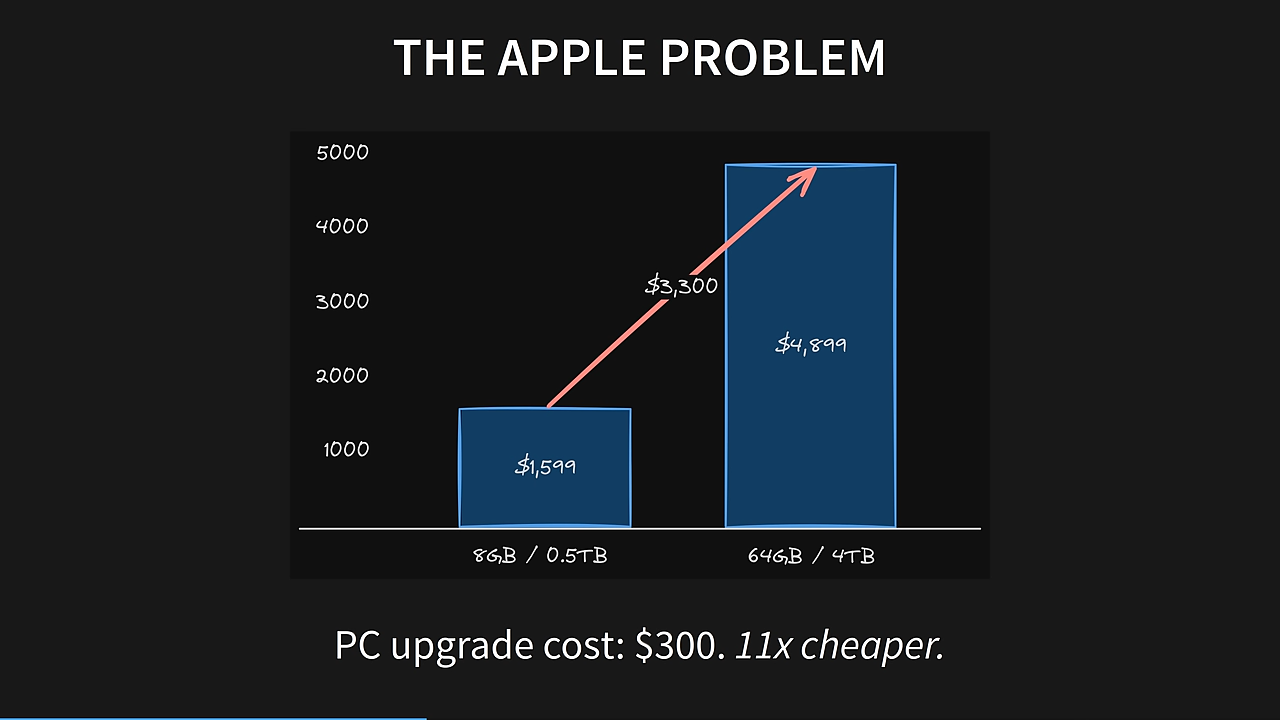 THE APPLE PROBLEM
5000
4000
3000
2000
1000
$3,300
$1,599
$4,899
8GB / 0.5TB
64GB / 4TB
PC upgrade cost: $300. 11x cheaper.